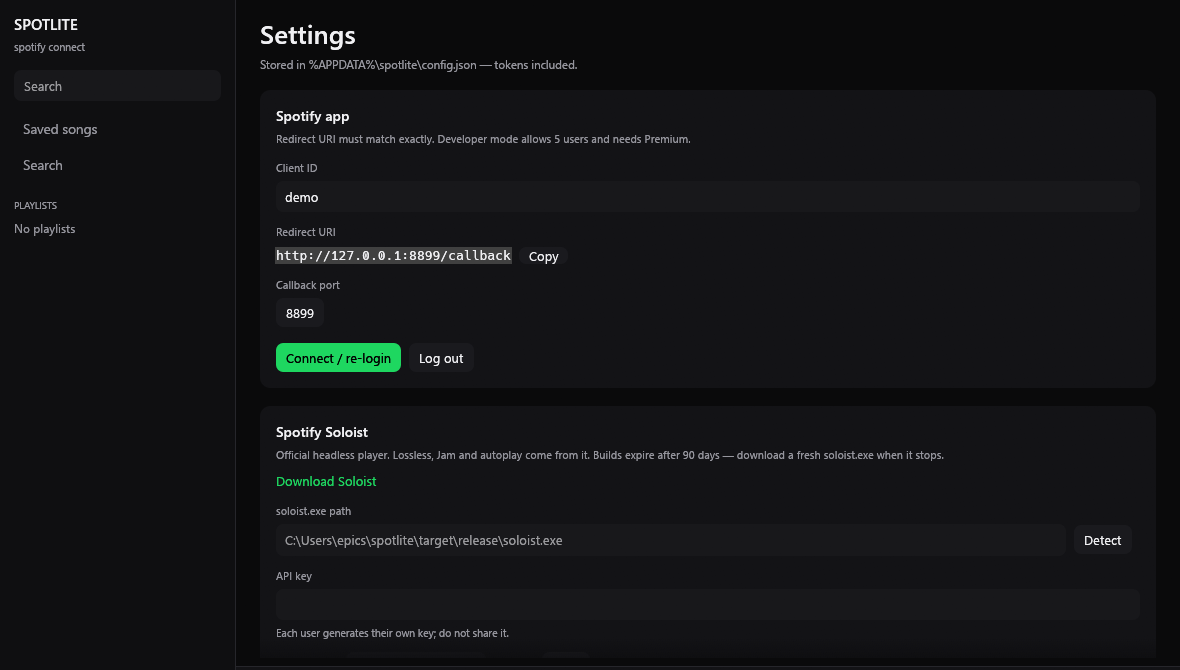 SPOTLITE
spotify connect
Search
Saved songs
Search
PLAYLISTS
No playlists
Settings
Stored in %APPDATA%\spotlite\config.json — tokens included.
Spotify app
Redirect URI must match exactly. Developer mode allows 5 users and needs Premium.
Client ID
demo
Redirect URI
http://127.0.0.1:8899/callback Copy
Callback port
8899
Connect / re-login Log out
Spotify Soloist
Official headless player. Lossless, Jam and autoplay come from it. Builds expire after 90 days — download a fresh soloist.exe when it stops.
Download Soloist
soloist.exe path
C:\Users\epics\spotlite\target\release\soloist.exe Detect
API key
Each user generates their own key; do not share it.